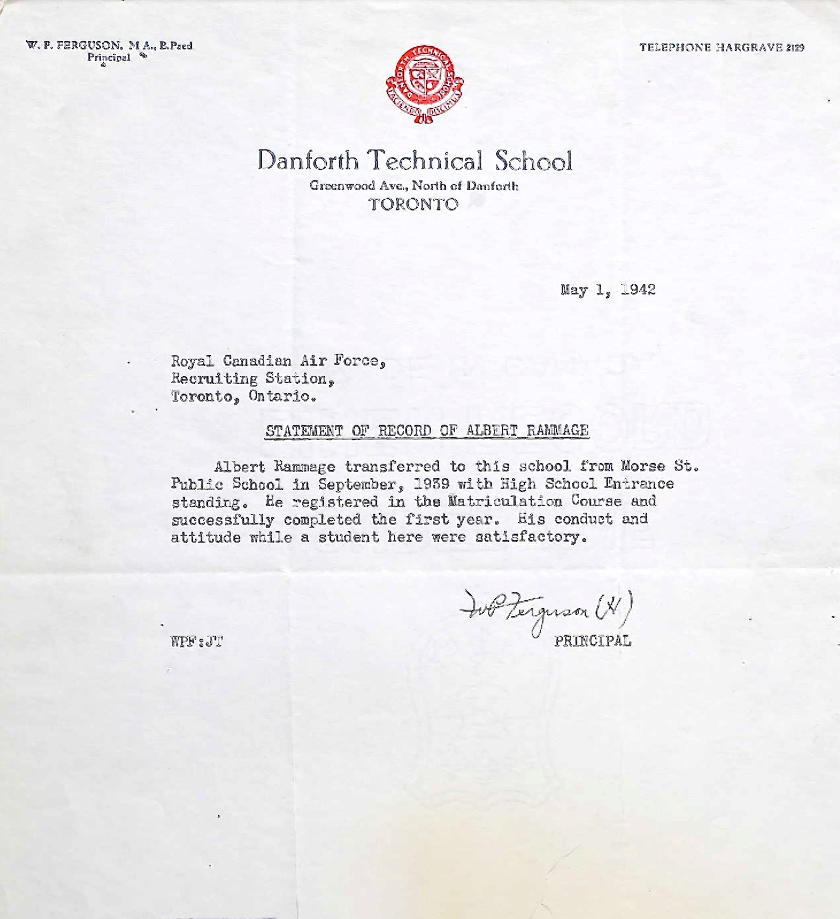 W. P. FERGUSON, M A., B.Paed
Principal
TELEPHONE HARGRAVE 2129
Danforth Technical School
Greenwood Ave., North of Danforth
TORONTO
May 1, 1942
Royal Canadian Air Force,
Recruiting Station,
Toronto, Ontario.
STATEMENT OF RECORD OF ALBERT RAMMAGE
Albert Rammage transferred to this school from Morse St.
Public School in September, 1939 with High School Entrance
standing. He registered in the Matriculation Course and
successfully completed the first year. His conduct and
attitude while a student here were satisfactory.
WP Ferguson (H)
WPF:JT
PRINCIPAL